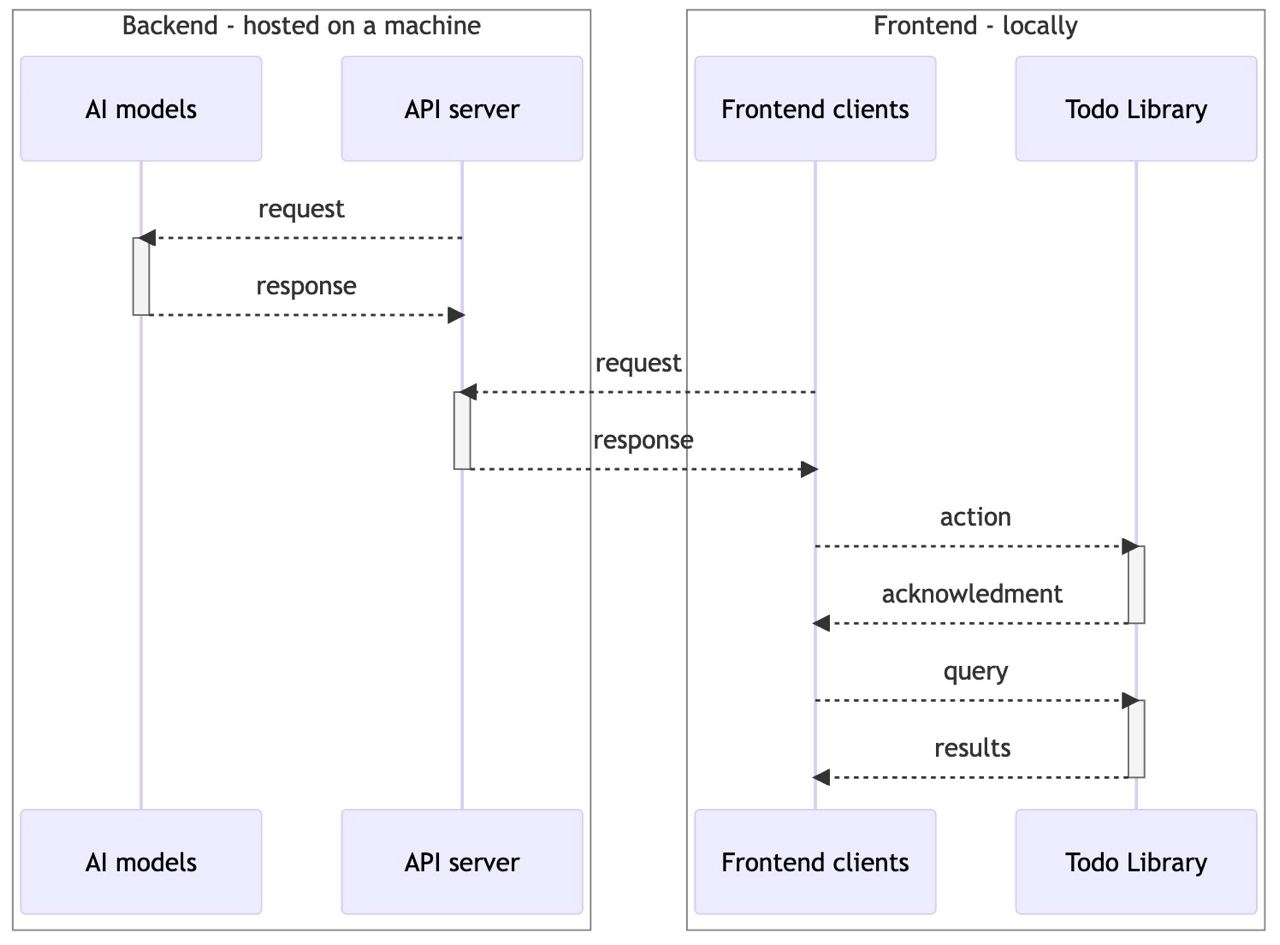 Backend - hosted on a machine
Frontend - locally
AI models
API server
Frontend clients
Todo Library
request
response
request
response
action
acknowledment
query
results
AI models
API server
Frontend clients
Todo Library